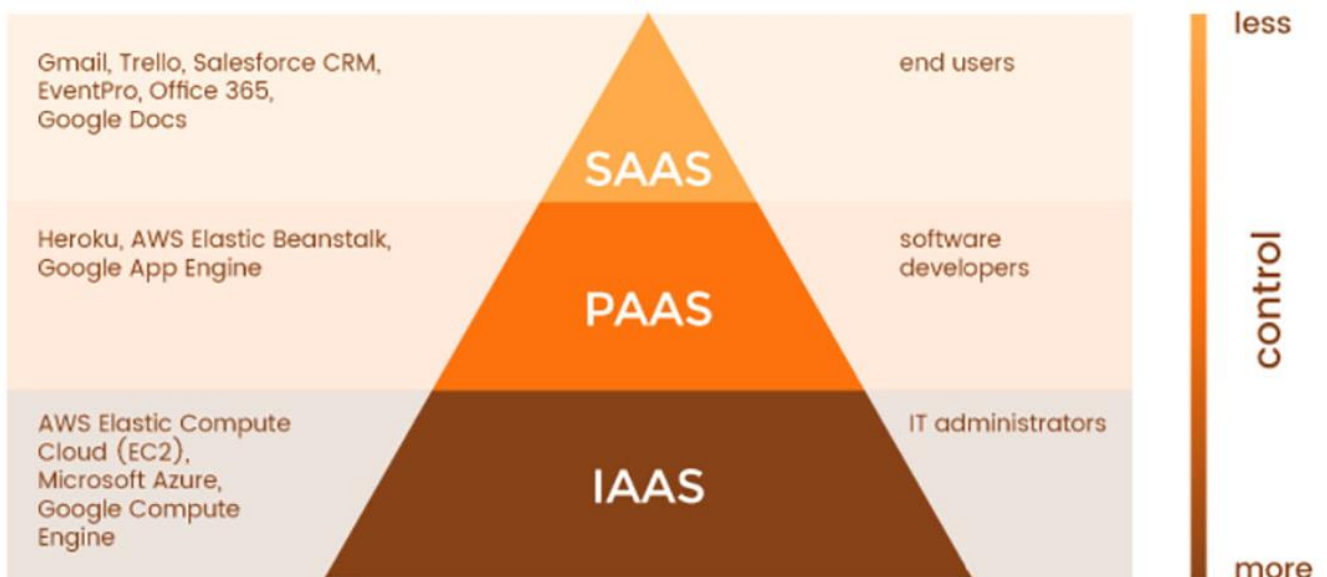 less
Gmail, Trello, Salesforce CRM,
EventPro, Office 365,
Google Docs
end users
SAAS
Heroku, AWS Elastic Beanstalk,
Google App Engine
software
developers
PAAS
control
AWS Elastic Compute
Cloud (EC2),
Microsoft Azure,
Google Compute
Engine
IT administrators
IAAS
more